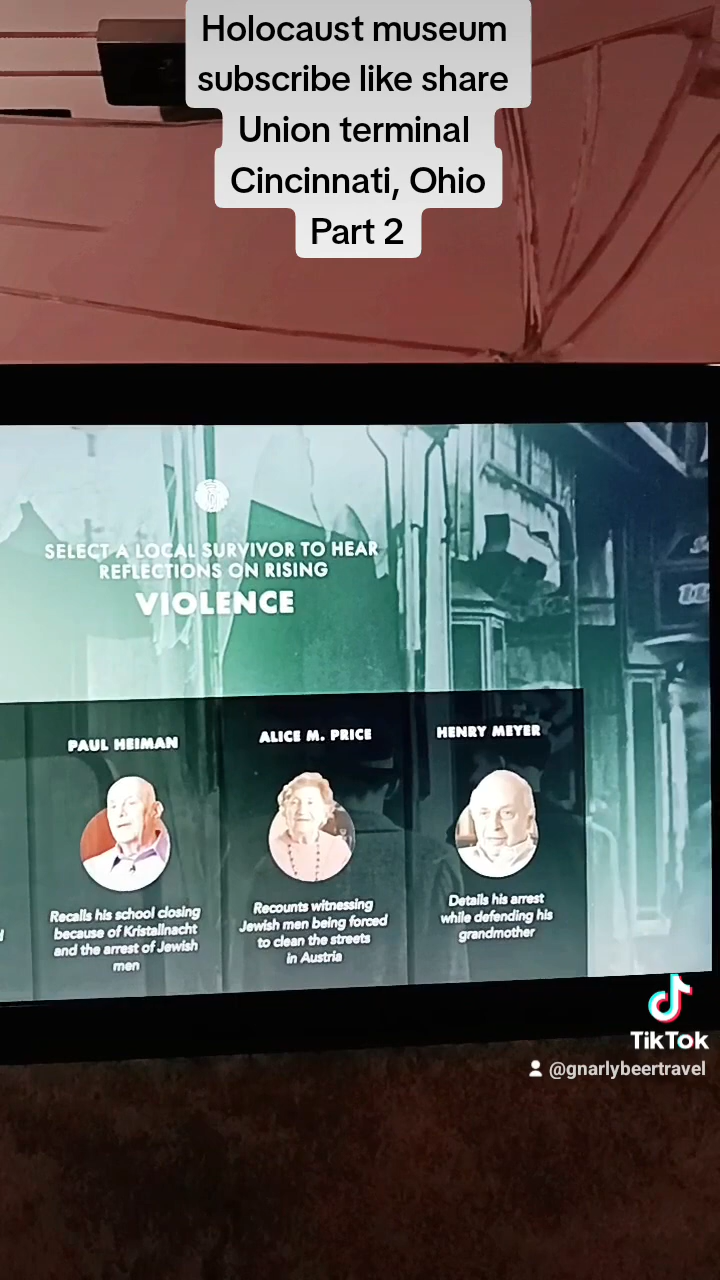 Holocaust museum
subscribe like share
Union terminal
Cincinnati, Ohio
Part 2
SELECT A LOCAL SURVIVOR TO HEAR
REFLECTIONS ON RISING
VIOLENCE
PAUL HEIMAN
Recalls his school closing
because of Kristallnacht
and the arrest of Jewish
men
ALICE M. PRICE
Recounts witnessing
Jewish men being forced
to clean the streets
in Austria
HENRY MEYER
Details his arrest
while defending his
grandmother
TikTok
@gnarlybeertravel